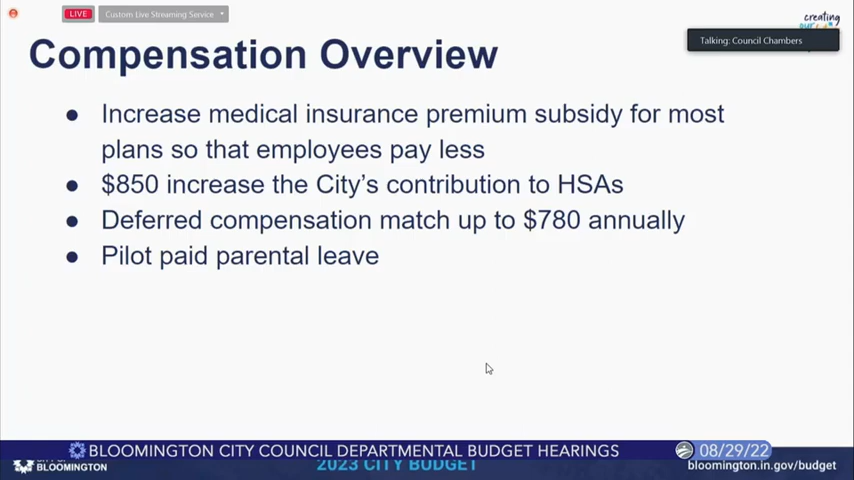 LIVE
Custom Live Streaming Service
creating
Talking: Council Chambers
Compensation Overview
● Increase medical insurance premium subsidy for most
plans so that employees pay less
● $850 increase the City's contribution to HSAs
● Deferred compensation match up to $780 annually
● Pilot paid parental leave
BLOOMINGTON CITY COUNCIL DEPARTMENTAL BUDGET HEARINGS
08/29/22
BLOOMINGTON
2023 CITY BUDGET
bloomington.in.gov/budget